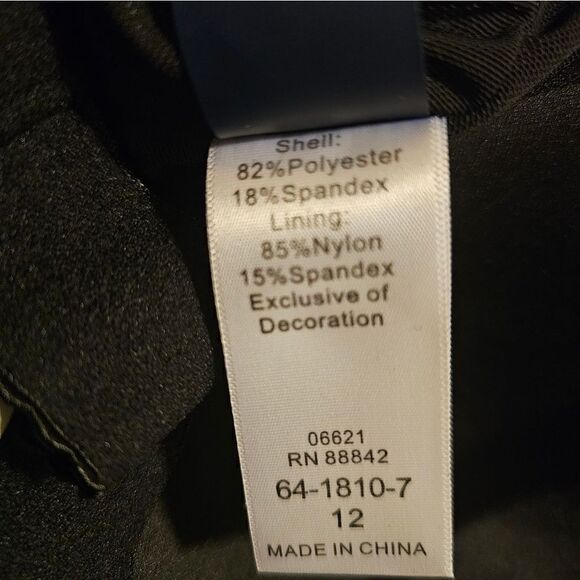 Shell:
82%Polyester
18%Spandex
Lining:
85%Nylon
15%Spandex
Exclusive of
Decoration
06621
RN 88842
64-1810-7
12
MADE IN CHINA